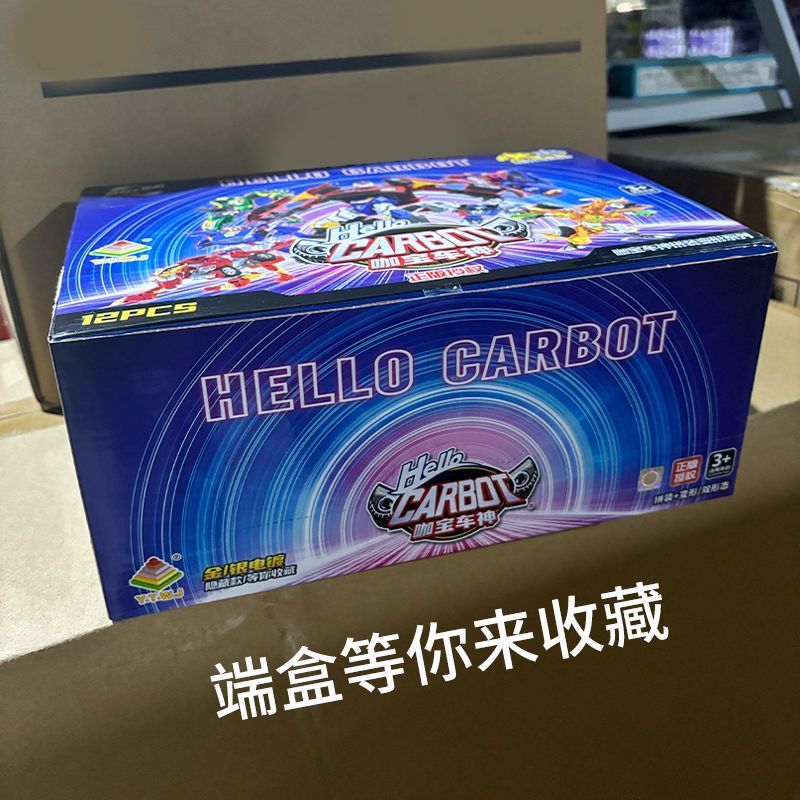 HELLO CARBOT
3+
Y.Y.W.J
Hello
CARBOT
咖宝车神
正版授权
12PCS
HELLO CARBOT
Hello
CARBOT
咖宝车神
正版
授权
3+
拼装+变形/双形态
金/银电镀
隐藏款/等你收藏
Y.Y.W.J
端盒等你来收藏